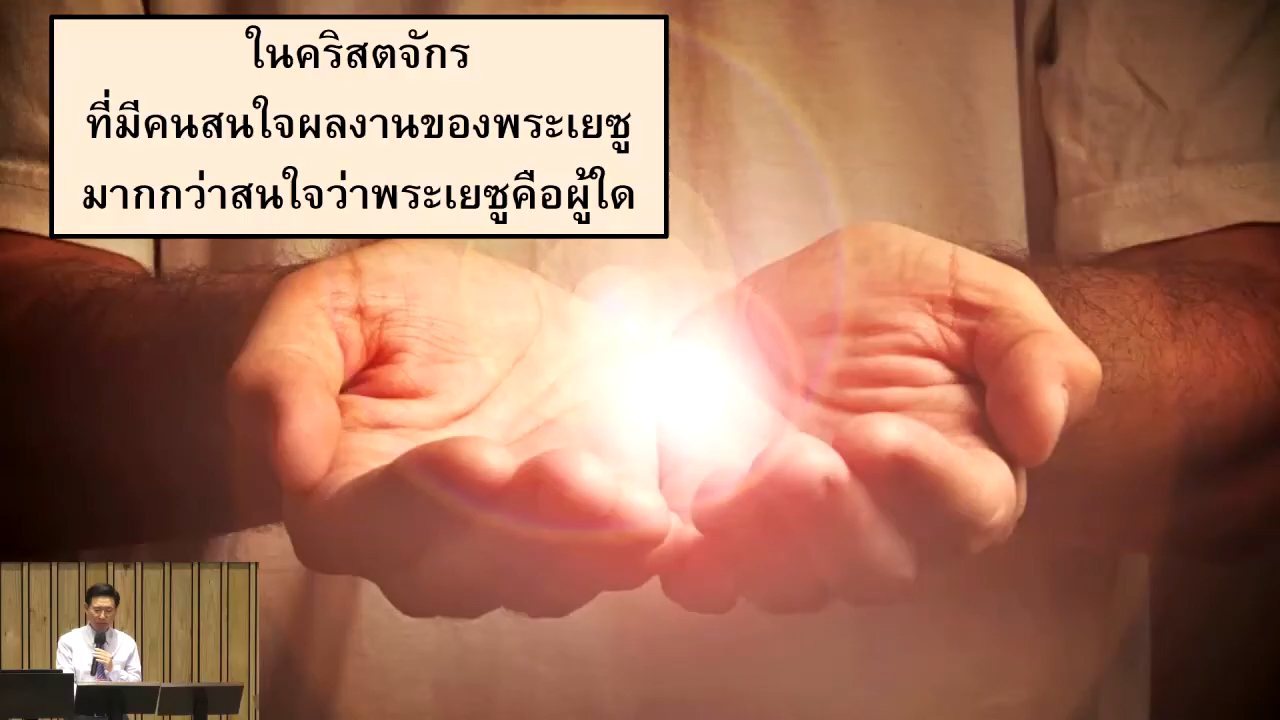 ในคริสตจักร
ที่มีคนสนใจผลงานของพระเยซู
มากกว่าสนใจว่าพระเยซูคือผู้ใด